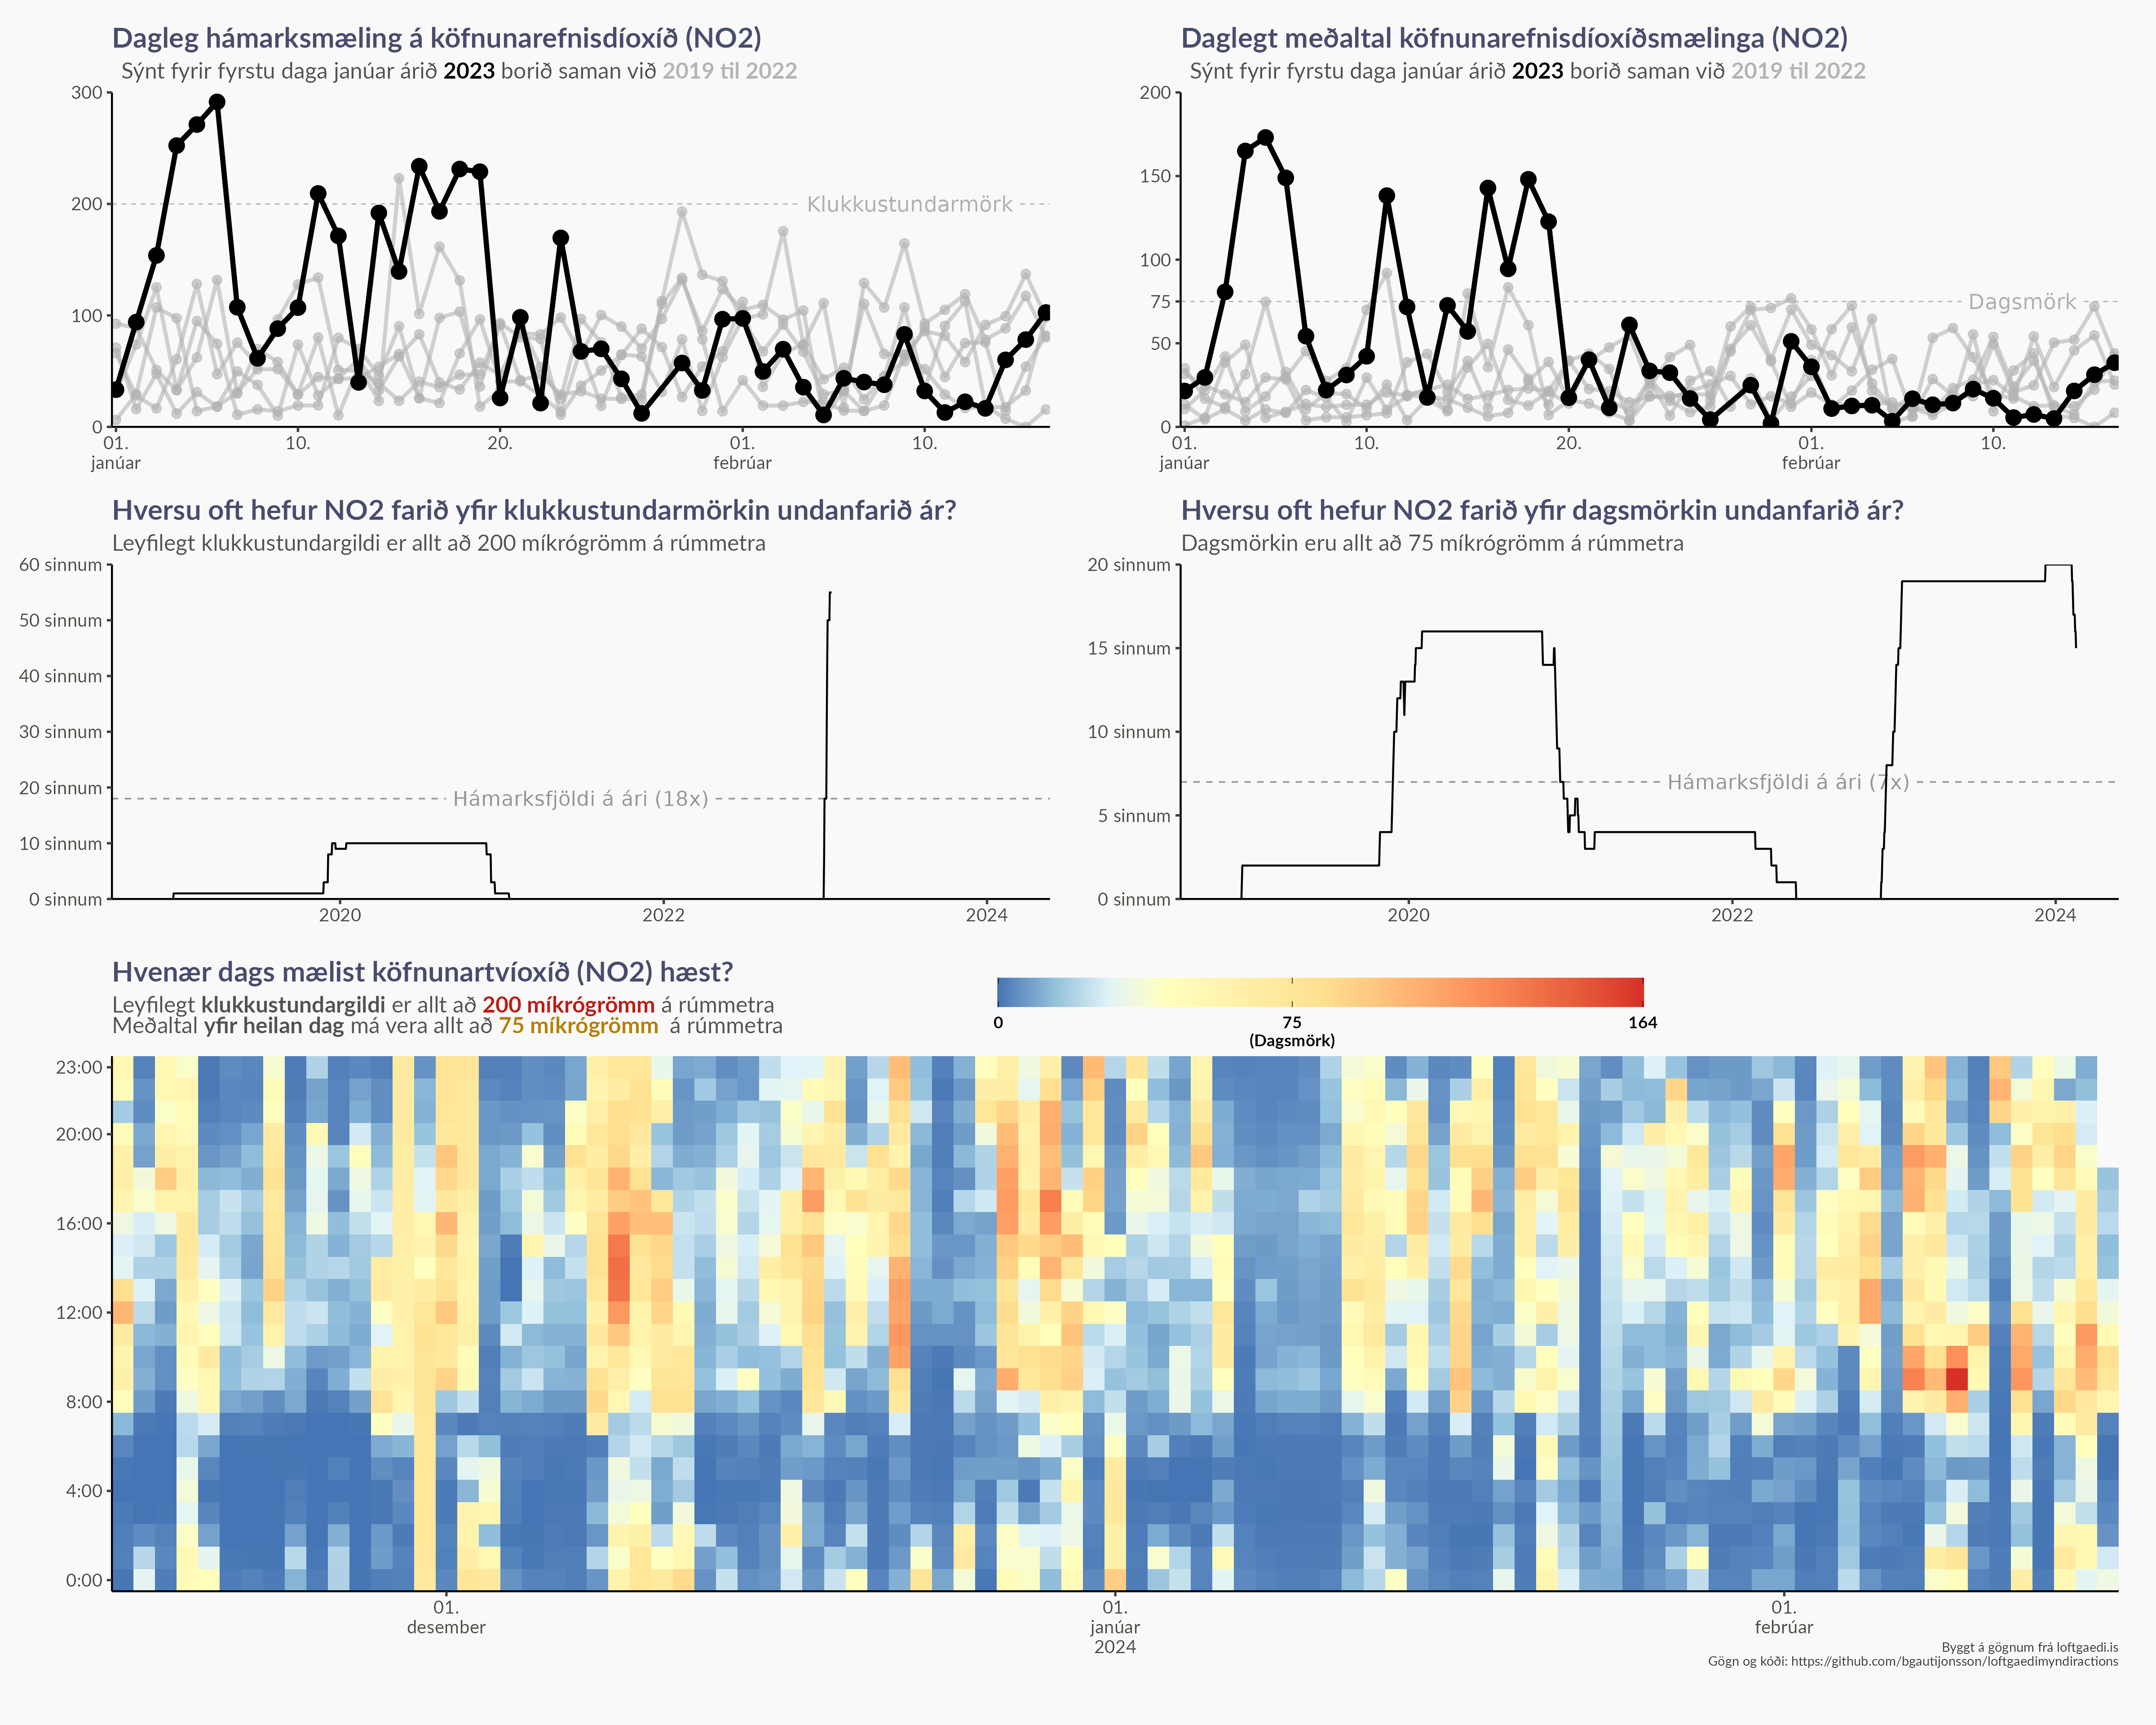 Dagleg hámarksmæling á köfnunarefnisdíoxíð (NO2)
Sýnt fyrir fyrstu daga janúar árið 2023 borið saman við 2019 til 2022
300
200
100
0
Klukkustundarmörk
01.
janúar
10.
20.
01.
febrúar
10.
Daglegt meðaltal köfnunarefnisdíoxíðsmælinga (NO2)
Sýnt fyrir fyrstu daga janúar árið 2023 borið saman við 2019 til 2022
200
150
100
75
50
0
Dagsmörk
01.
janúar
10.
20.
01.
febrúar
10.
Hversu oft hefur NO2 farið yfir klukkustundarmörkin undanfarið ár?
Leyfilegt klukkustundargildi er allt að 200 míkrógrömm á rúmmetra
60 sinnum
50 sinnum
40 sinnum
30 sinnum
20 sinnum
10 sinnum
0 sinnum
Hámarksfjöldi á ári (18x)
2020
2022
2024
Hversu oft hefur NO2 farið yfir dagsmörkin undanfarið ár?
Dagsmörkin eru allt að 75 míkrógrömm á rúmmetra
20 sinnum
15 sinnum
10 sinnum
5 sinnum
0 sinnum
Hámarksfjöldi á ári (7x)
2020
2022
2024
Hvenær dags mælist köfnunartvíoxíð (NO2) hæst?
Leyfilegt klukkustundargildi er allt að 200 míkrógrömm á rúmmetra
Meðaltal yfir heilan dag má vera allt að 75 míkrógrömm á rúmmetra
0
75
(Dagsmörk)
164
23:00
20:00
16:00
12:00
8:00
4:00
0:00
01.
desember
01.
janúar
2024
01.
febrúar
Byggt á gögnum frá loftgaedi.is
Gögn og kóði: https://github.com/bgautijonsson/loftgaedimyndiractions